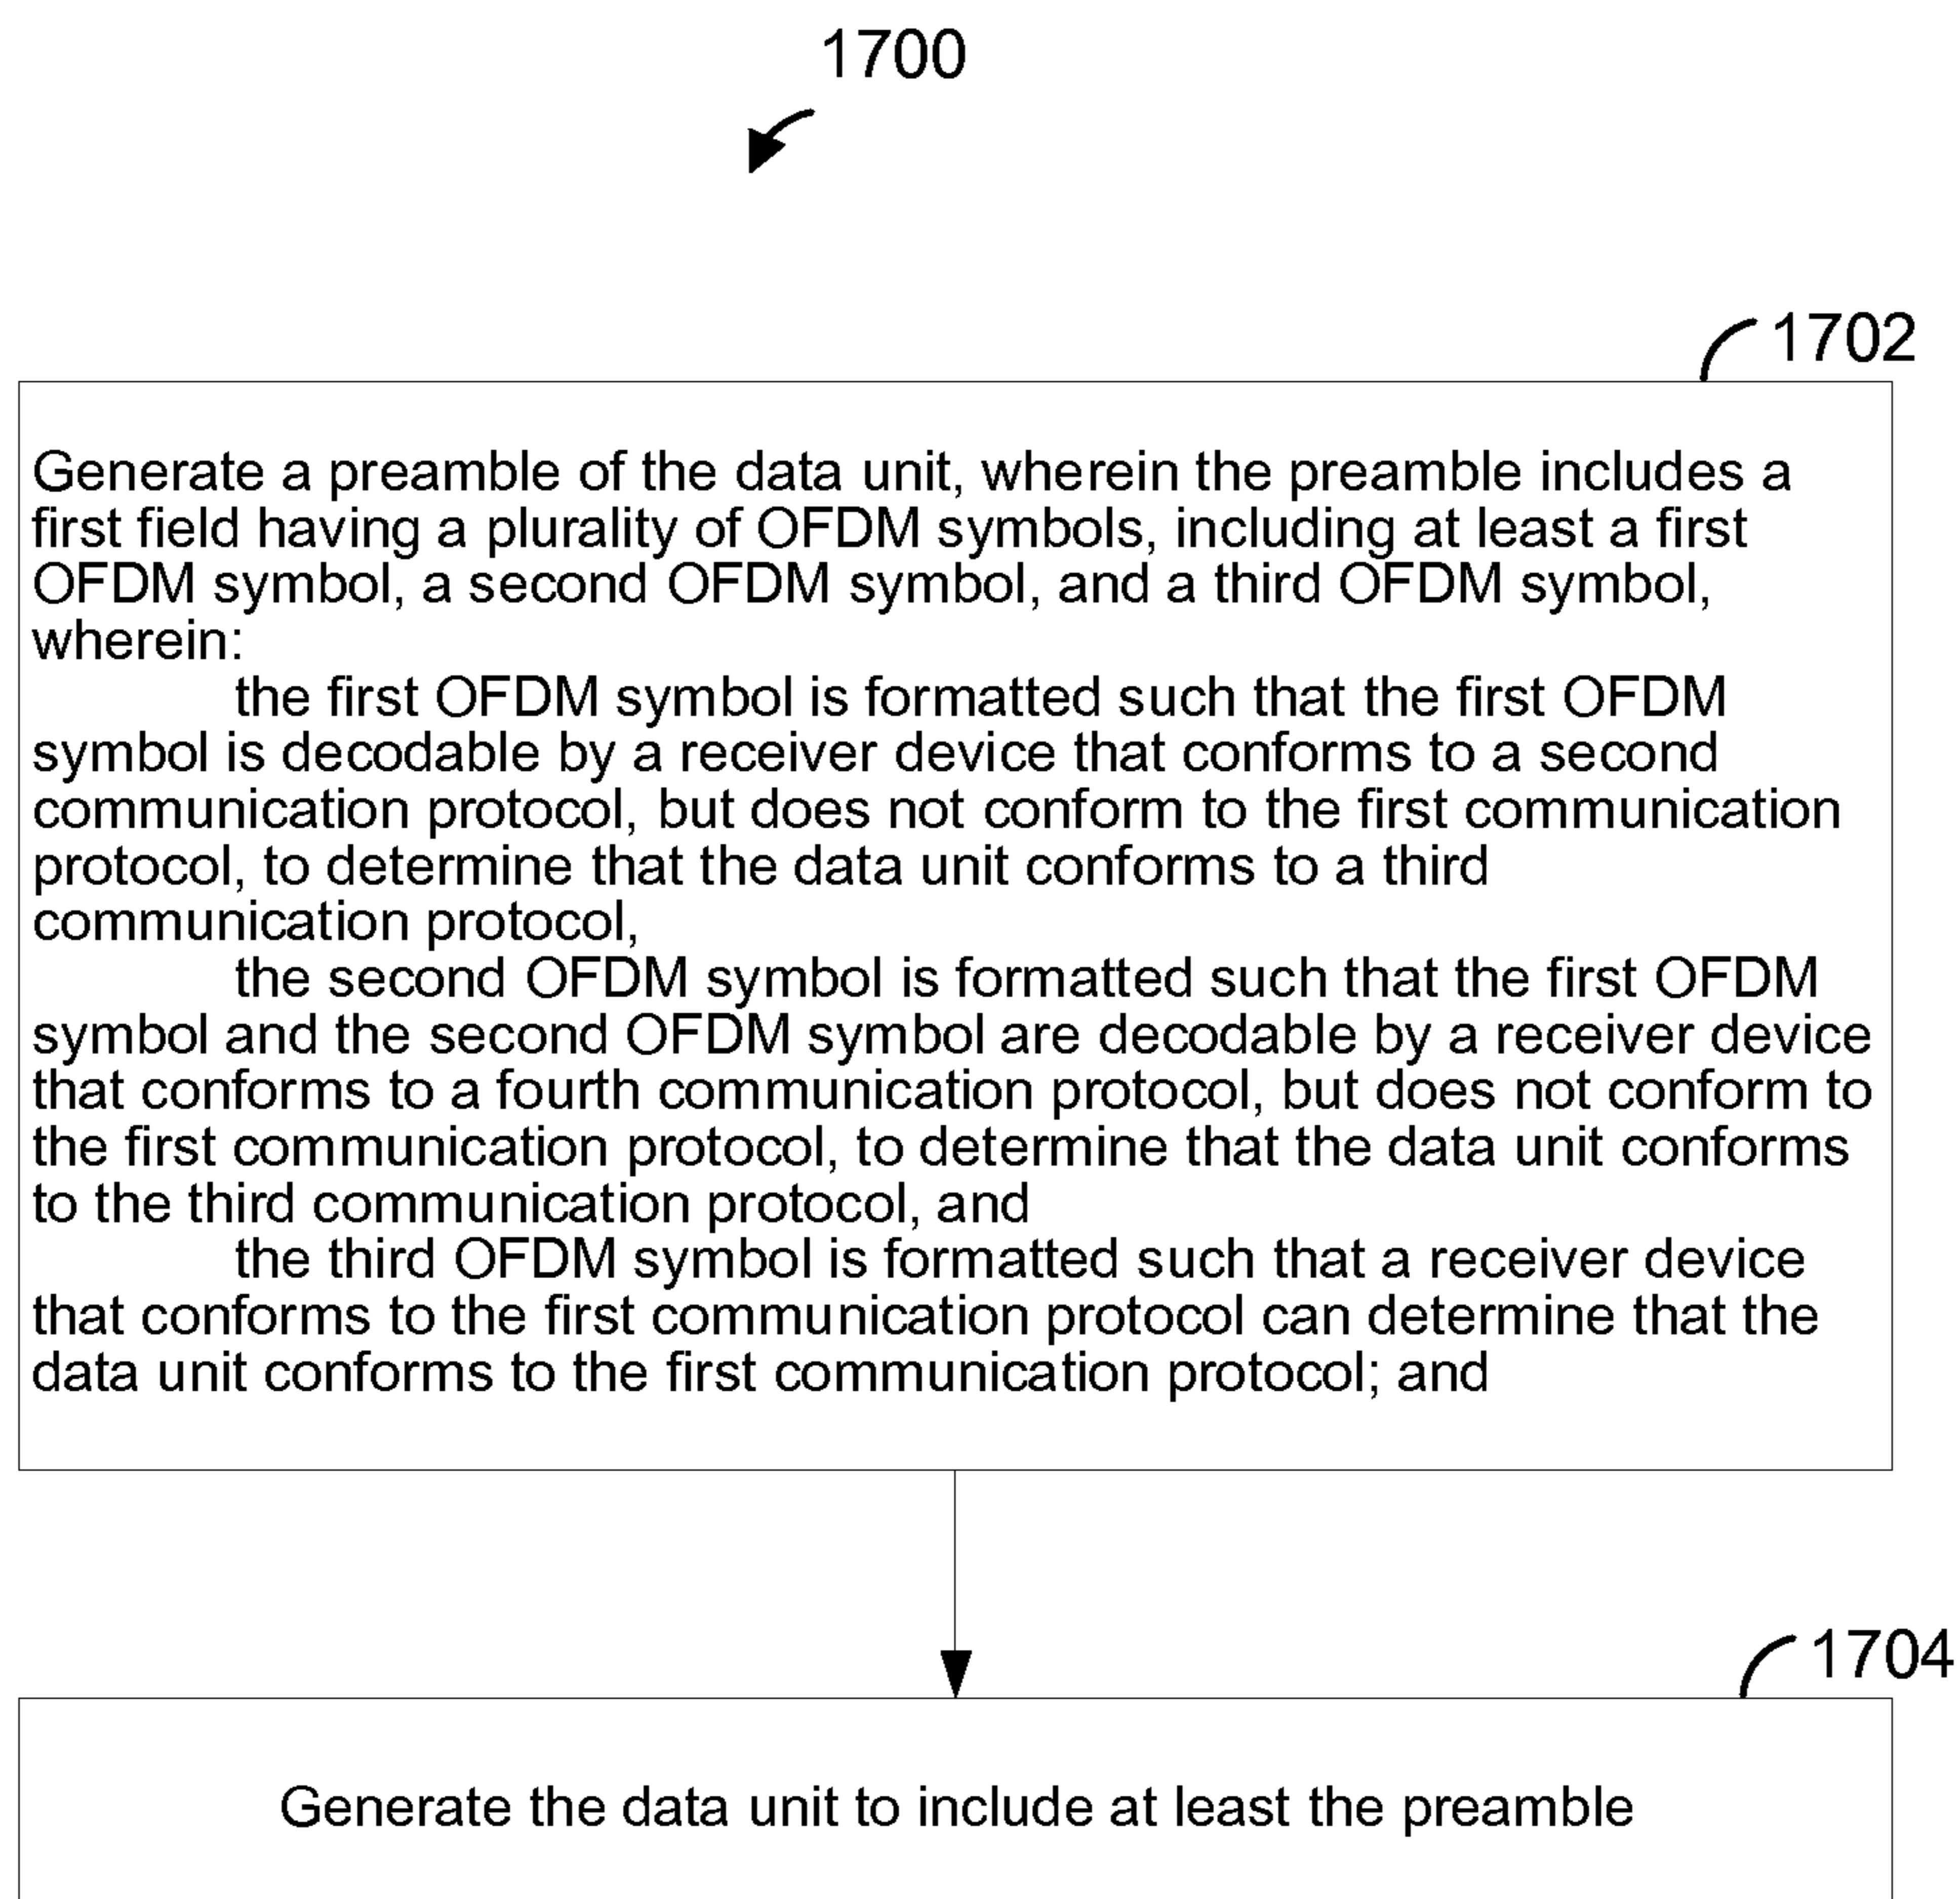 1700
1702
Generate a preamble of the data unit, wherein the preamble includes a
first field having a plurality of OFDM symbols, including at least a first
OFDM symbol, a second OFDM symbol, and a third OFDM symbol,
wherein:
the first OFDM symbol is formatted such that the first OFDM
symbol is decodable by a receiver device that conforms to a second
communication protocol, but does not conform to the first communication
protocol, to determine that the data unit conforms to a third
communication protocol,
the second OFDM symbol is formatted such that the first OFDM
symbol and the second OFDM symbol are decodable by a receiver device
that conforms to a fourth communication protocol, but does not conform to
the first communication protocol, to determine that the data unit conforms
to the third communication protocol, and
the third OFDM symbol is formatted such that a receiver device
that conforms to the first communication protocol can determine that the
data unit conforms to the first communication protocol; and
1704
Generate the data unit to include at least the preamble